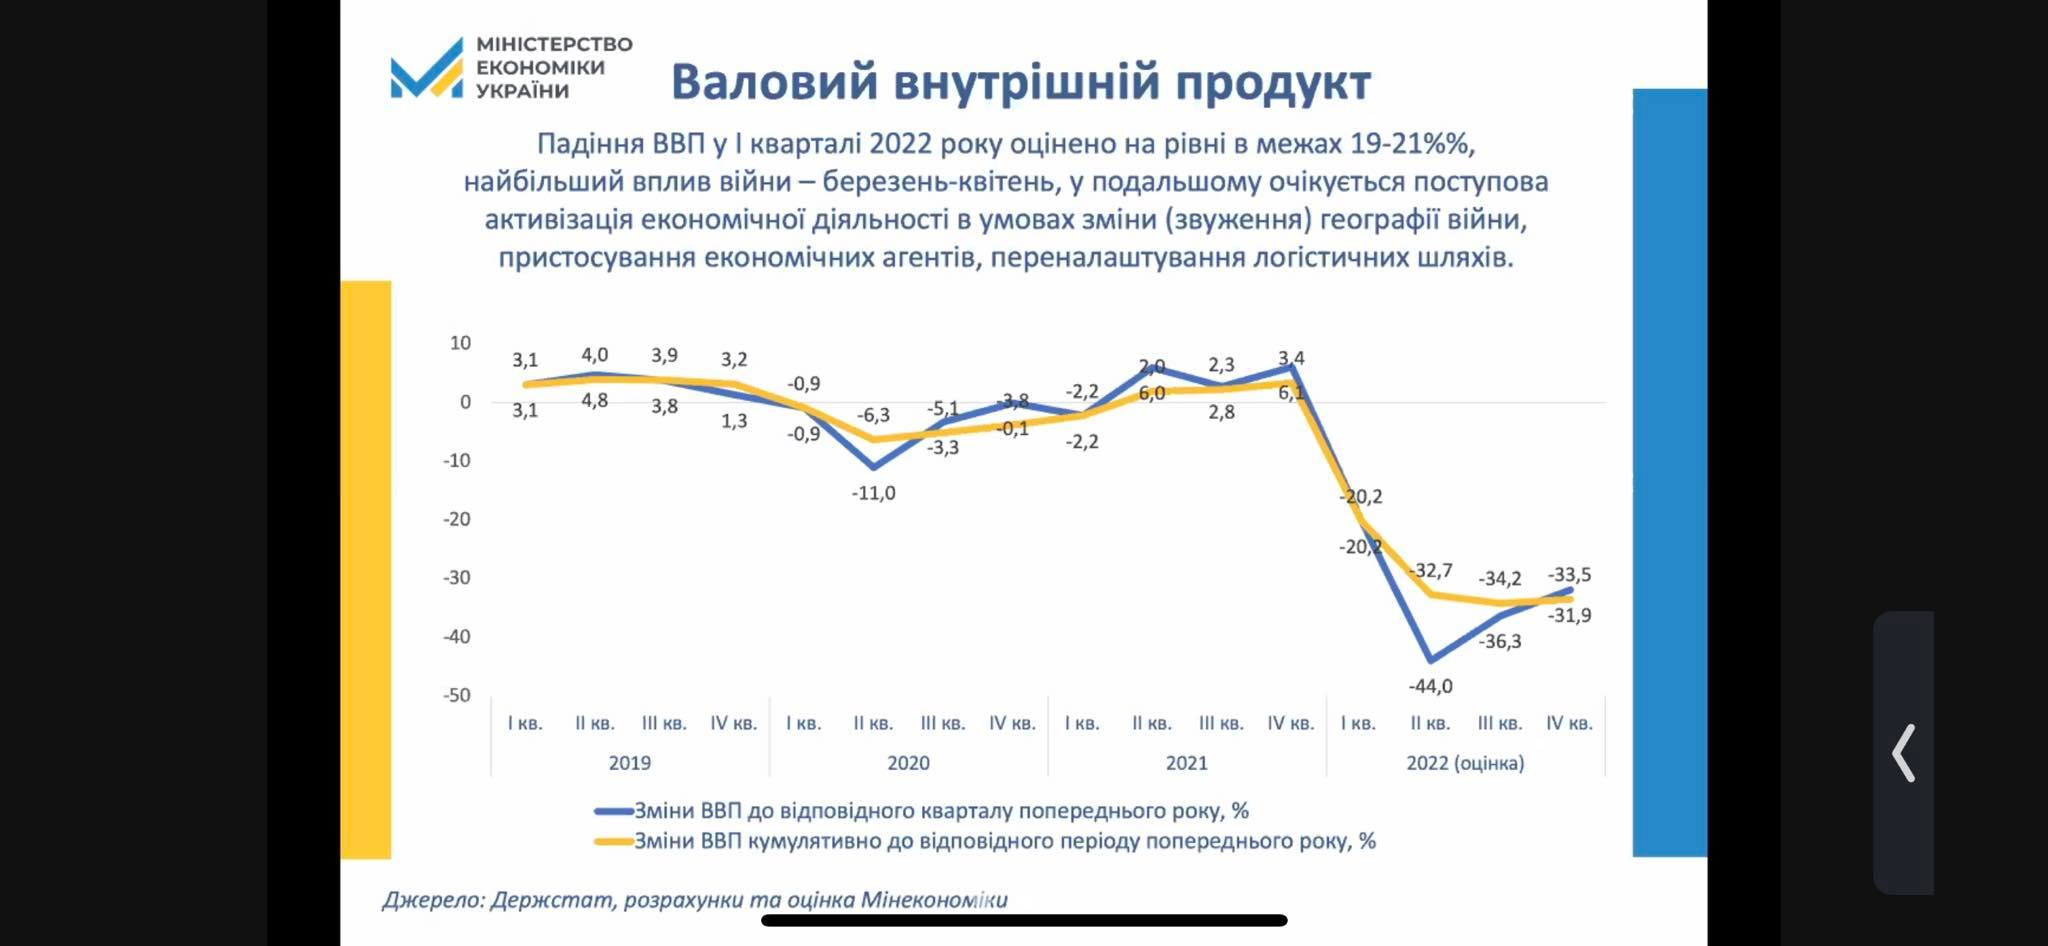 МІНІСТЕРСТВО
ЕКОНОМІКИ
УКРАЇНИ
Валовий внутрішній продукт
Падіння ВВП у І кварталі 2022 року оцінено на рівні в межах 19-21%%,
найбільший вплив війни – березень-квітень, у подальшому очікується поступова
активізація економічної діяльності в умовах зміни (звуження) географії війни,
пристосування економічних агентів, переналаштування логістичних шляхів.
10
0
-10
-20
-30
-40
-50
3,1 4,0 3,9 3,2 -0,9 -6,3 -5,1 -3,8 -2,2 2,0 2,3 3,4 -20,2 -32,7 -34,2 -33,5
3,1 4,8 3,8 1,3 -0,9 -11,0 -3,3 -0,1 -2,2 6,0 2,8 6,1 -20,2 -44,0 -36,3 -31,9
І кв. ІІ кв. ІІІ кв. IV кв. І кв. ІІ кв. ІІІ кв. IV кв. І кв. ІІ кв. ІІІ кв. IV кв. І кв. ІІ кв. ІІІ кв. IV кв.
2019 2020 2021 2022 (оцінка)
Зміни ВВП до відповідного кварталу попереднього року, %
Зміни ВВП кумулятивно до відповідного періоду попереднього року, %
Джерело: Держстат, розрахунки та оцінка Мінекономіки